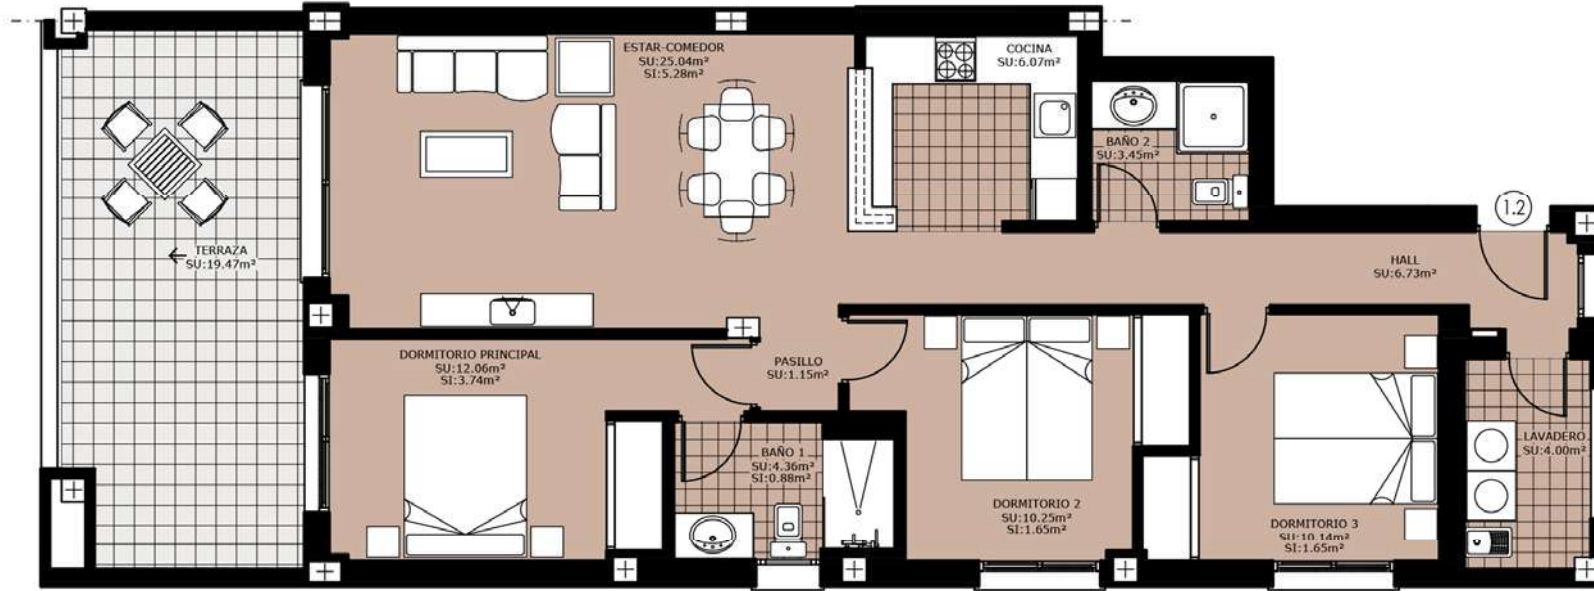 ESTAR-COMEDOR
SU:25.04m²
SI:5.28m²
COCINA
SU:6.07m²
BAÑO 2
SU:3.45m²
1.2
TERRAZA
SU:19.47m²
HALL
SU:6.73m²
DORMITORIO PRINCIPAL
SU:12.06m²
SI:3.74m²
PASILLO
SU:1.15m²
BAÑO 1
SU:4.36m²
SI:0.88m²
DORMITORIO 2
SU:10.25m²
SI:1.65m²
DORMITORIO 3
SU:10.14m²
SI:1.65m²
LAVADERO
SU:4.00m²